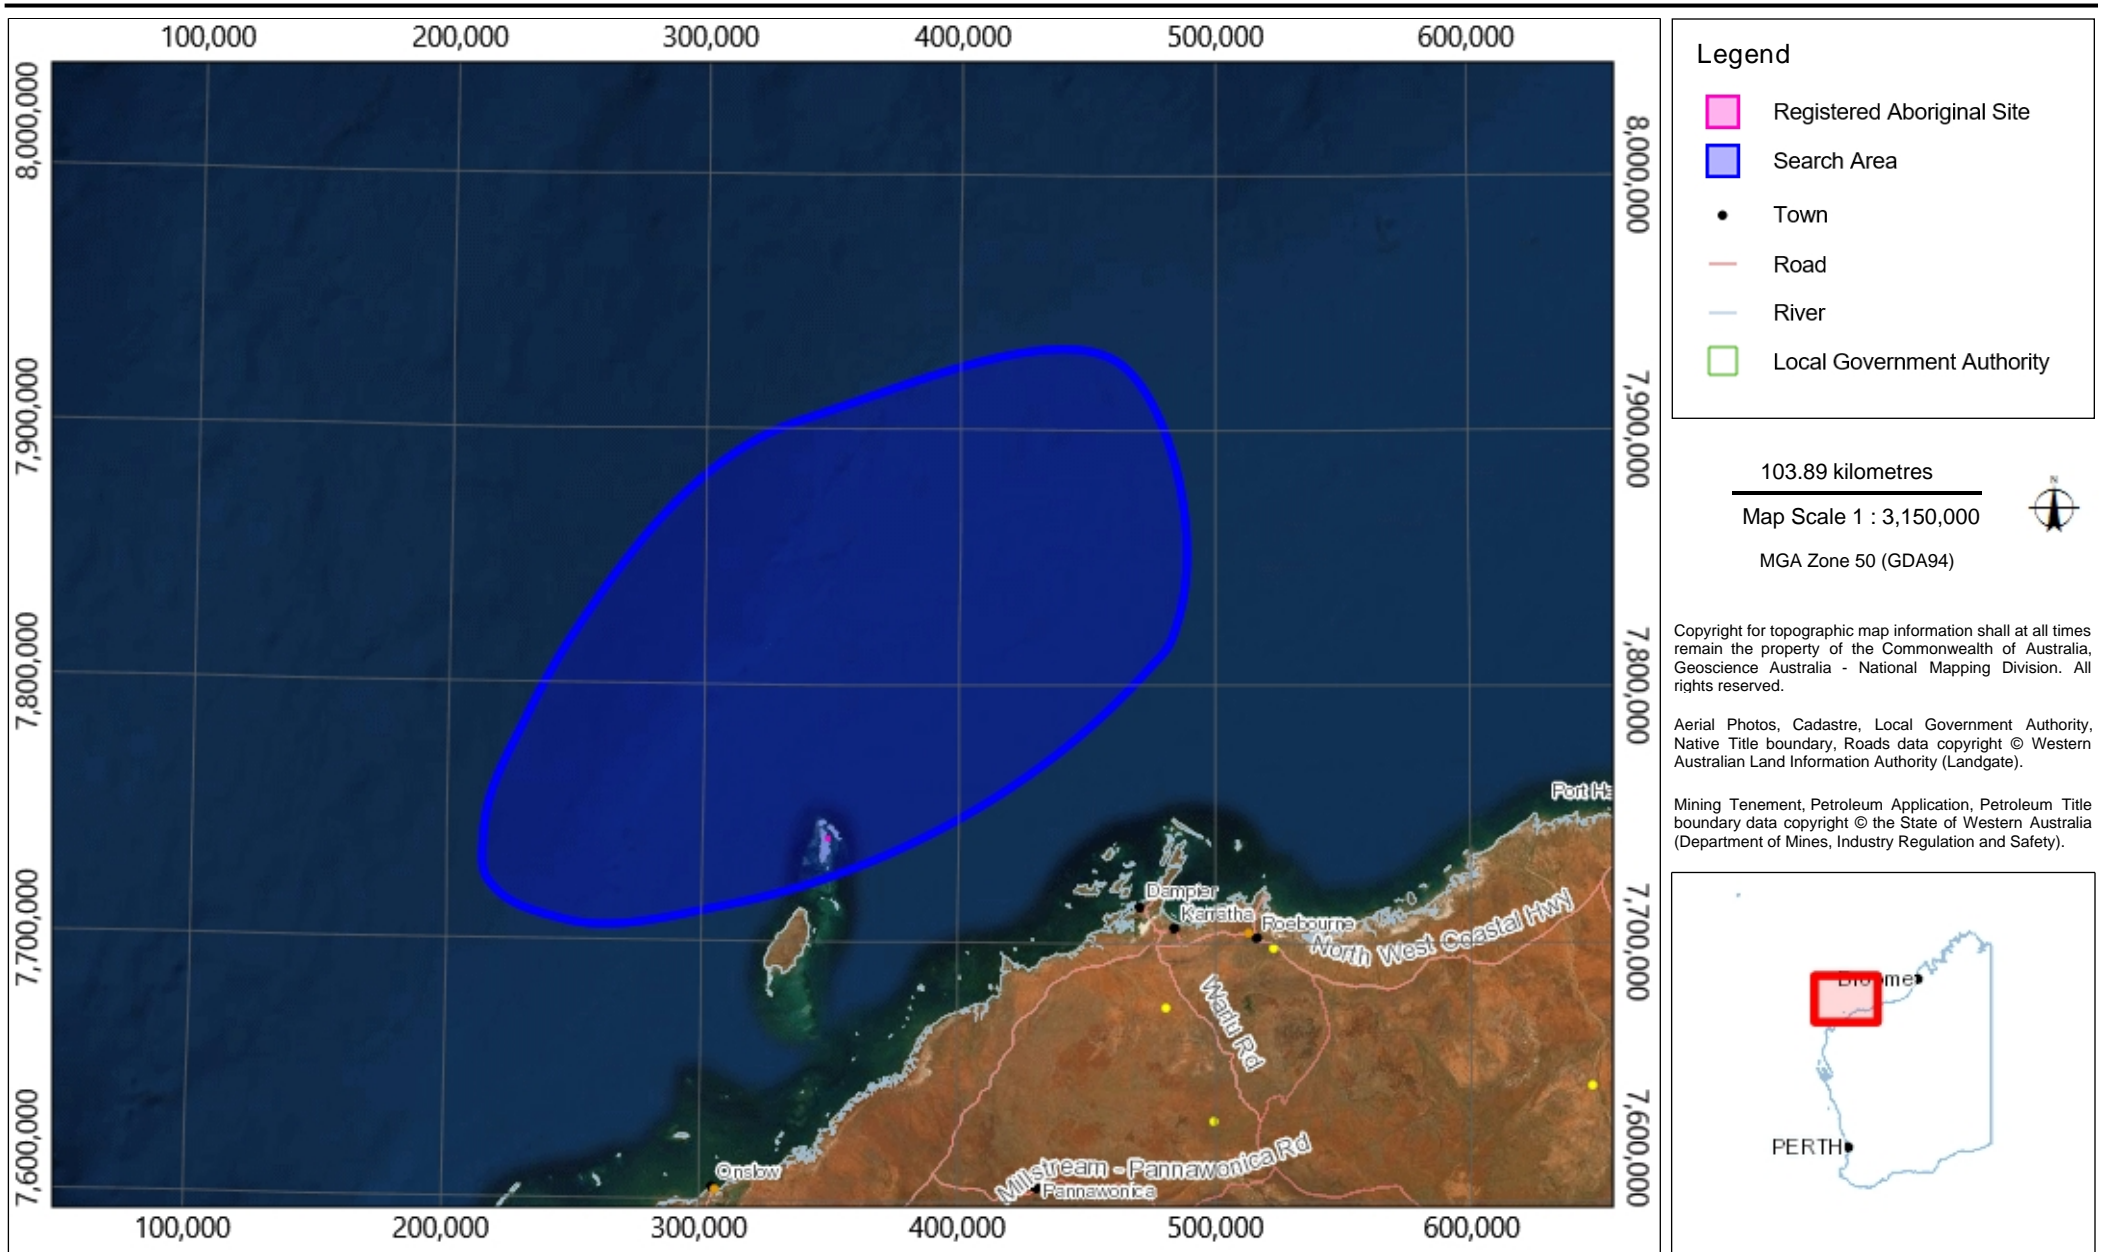 100,000 200,000 300,000 400,000 500,000 600,000
8,000,000
7,900,000
7,800,000
7,700,000
7,600,000
8,000,000
7,900,000
7,800,000
7,700,000
7,600,000
Port He
Dampier
Karratha
Roebourne
North West Coastal Hwy
Warlu Rd
Millstream - Pannawonica Rd
Pannawonica
Onslow
100,000 200,000 300,000 400,000 500,000 600,000
Legend
Registered Aboriginal Site
Search Area
Town
Road
River
Local Government Authority
103.89 kilometres
Map Scale 1 : 3,150,000
MGA Zone 50 (GDA94)
N
Copyright for topographic map information shall at all times
remain the property of the Commonwealth of Australia,
Geoscience Australia - National Mapping Division. All
rights reserved.
Aerial Photos, Cadastre, Local Government Authority,
Native Title boundary, Roads data copyright © Western
Australian Land Information Authority (Landgate).
Mining Tenement, Petroleum Application, Petroleum Title
boundary data copyright © the State of Western Australia
(Department of Mines, Industry Regulation and Safety).
Broome
PERTH